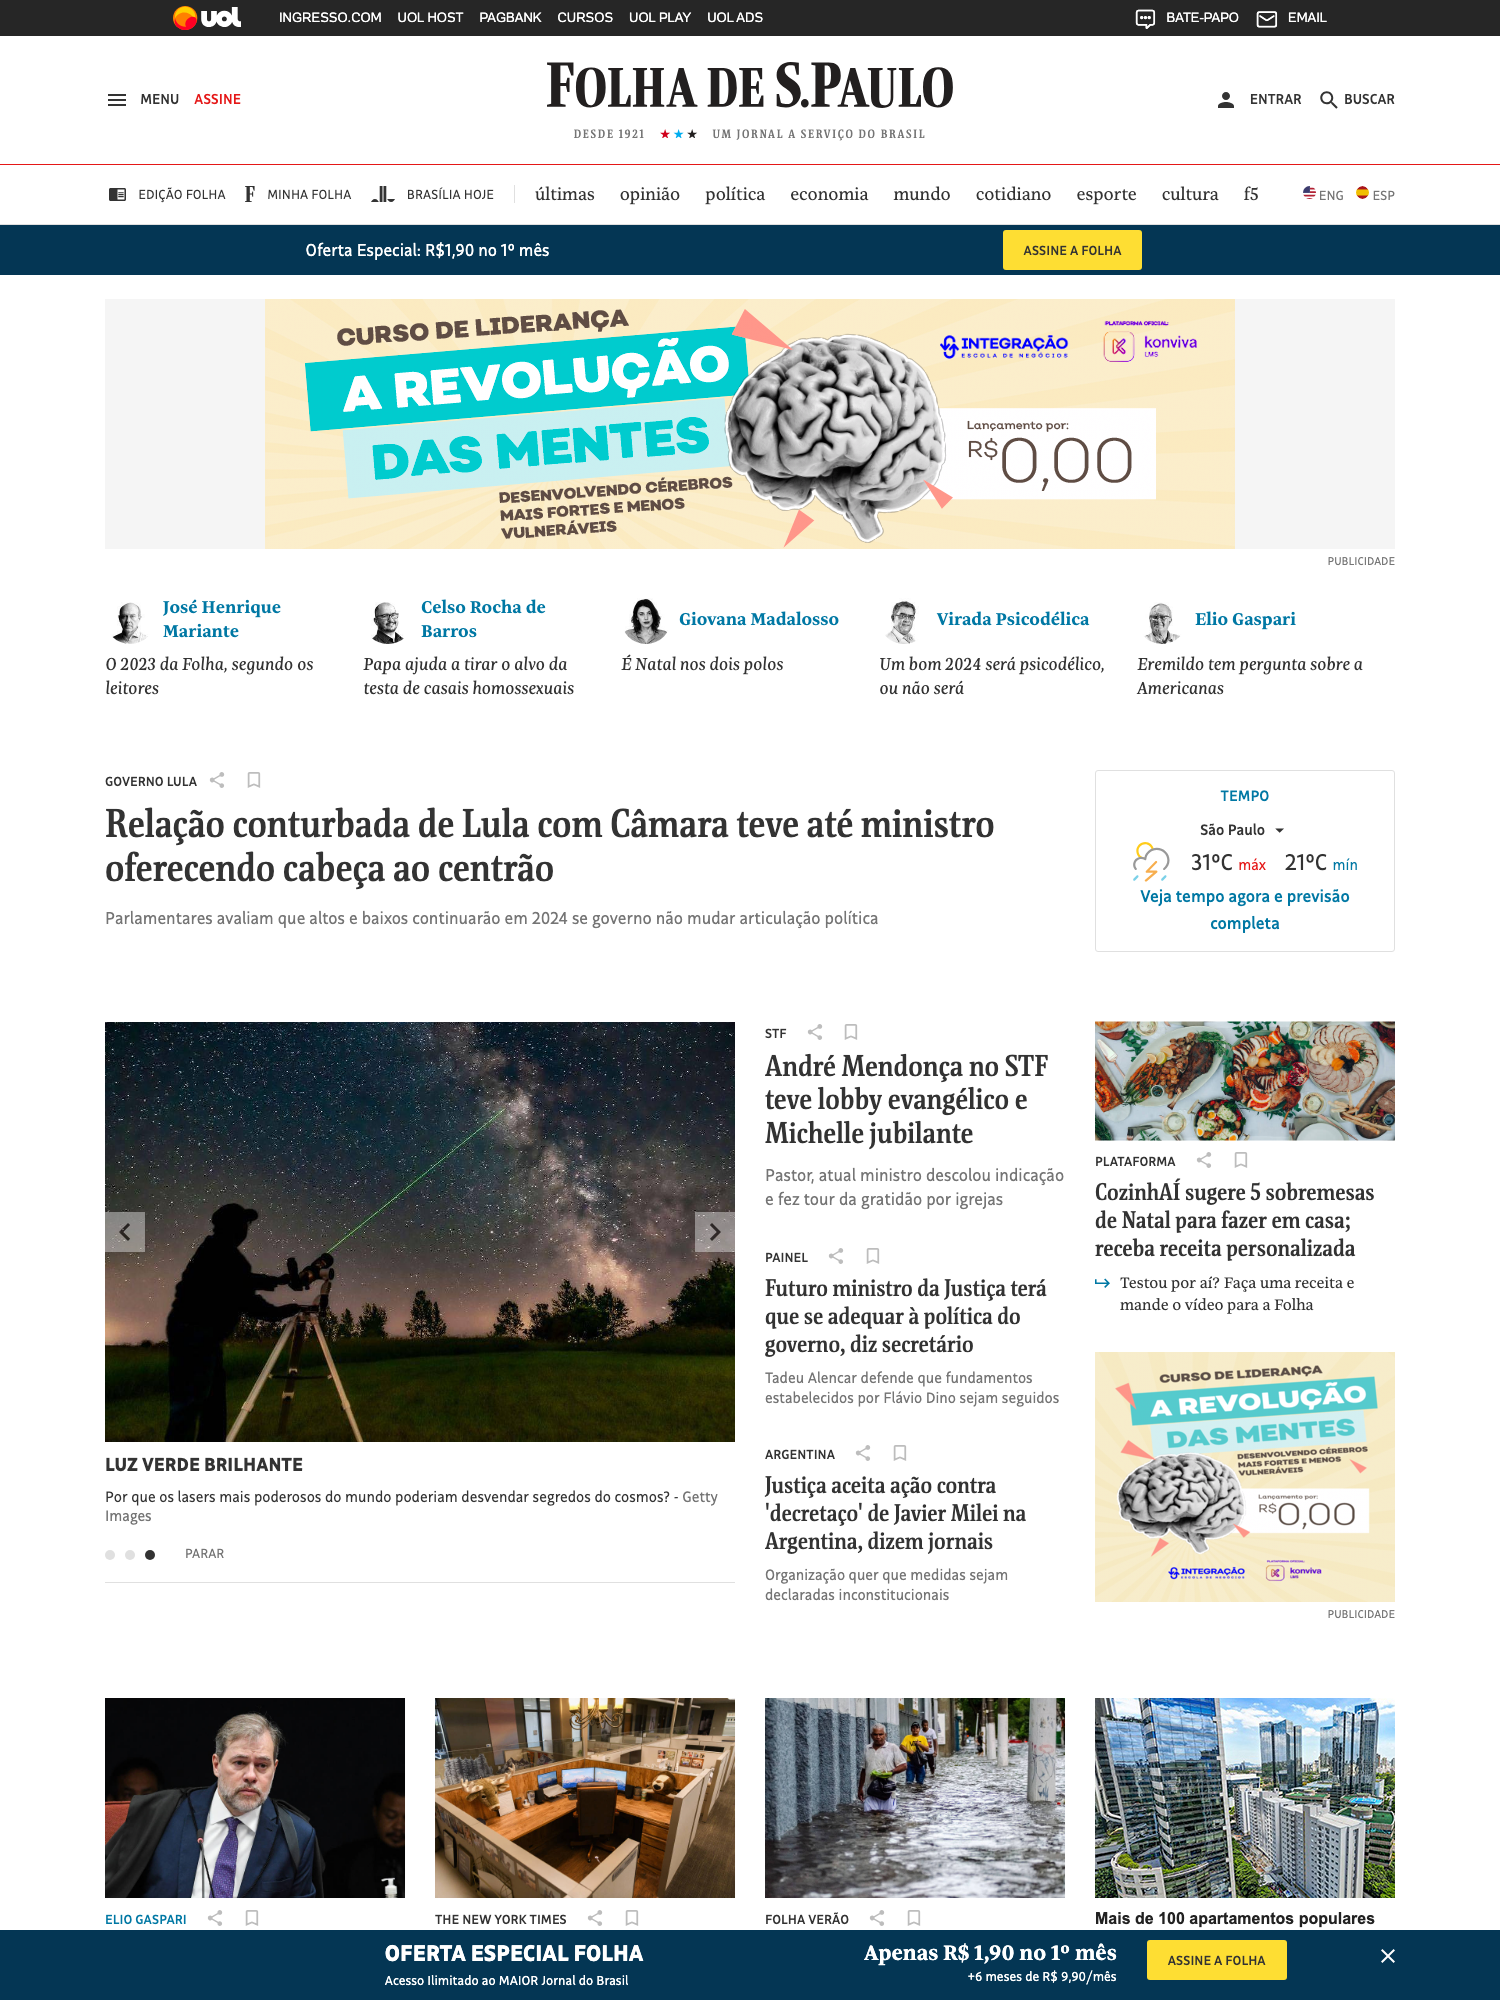 uol INGRESSO.COM UOL HOST PAGBANK CURSOS UOL PLAY UOL ADS BATE-PAPO EMAIL
MENU ASSINE
FOLHA DE S.PAULO
ENTRAR BUSCAR
DESDE 1921 UM JORNAL A SERVIÇO DO BRASIL
EDIÇÃO FOLHA F MINHA FOLHA BRASÍLIA HOJE últimas opinião política economia mundo cotidiano esporte cultura f5 ENG ESP
Oferta Especial: R$1,90 no 1º mês ASSINE A FOLHA
CURSO DE LIDERANÇA
A REVOLUÇÃO
DAS MENTES
DESENVOLVENDO CÉREBROS
MAIS FORTES E MENOS
VULNERÁVEIS
INTEGRAÇÃO
ESCOLA DE NEGÓCIOS
PLATAFORMA OFICIAL:
konviva
LMS
Lançamento por:
R$0,00
PUBLICIDADE
José Henrique
Mariante
O 2023 da Folha, segundo os
leitores
Celso Rocha de
Barros
Papa ajuda a tirar o alvo da
testa de casais homossexuais
Giovana Madalosso
É Natal nos dois polos
Virada Psicodélica
Um bom 2024 será psicodélico,
ou não será
Elio Gaspari
Eremildo tem pergunta sobre a
Americanas
GOVERNO LULA
Relação conturbada de Lula com Câmara teve até ministro
oferecendo cabeça ao centrão
Parlamentares avaliam que altos e baixos continuarão em 2024 se governo não mudar articulação política
TEMPO
São Paulo
31ºC máx 21ºC mín
Veja tempo agora e previsão
completa
LUZ VERDE BRILHANTE
Por que os lasers mais poderosos do mundo poderiam desvendar segredos do cosmos? - Getty
Images
PARAR
STF
André Mendonça no STF
teve lobby evangélico e
Michelle jubilante
Pastor, atual ministro descolou indicação
e fez tour da gratidão por igrejas
PAINEL
Futuro ministro da Justiça terá
que se adequar à política do
governo, diz secretário
Tadeu Alencar defende que fundamentos
estabelecidos por Flávio Dino sejam seguidos
ARGENTINA
Justiça aceita ação contra
'decretaço' de Javier Milei na
Argentina, dizem jornais
Organização quer que medidas sejam
declaradas inconstitucionais
PLATAFORMA
CozinhAÍ sugere 5 sobremesas
de Natal para fazer em casa;
receba receita personalizada
Testou por aí? Faça uma receita e
mande o vídeo para a Folha
CURSO DE LIDERANÇA
A REVOLUÇÃO
DAS MENTES
DESENVOLVENDO CÉREBROS
MAIS FORTES E MENOS
VULNERÁVEIS
Lançamento por:
R$0,00
INTEGRAÇÃO
ESCOLA DE NEGÓCIOS
PLATAFORMA OFICIAL:
konviva
LMS
PUBLICIDADE
ELIO GASPARI
THE NEW YORK TIMES
FOLHA VERÃO
Mais de 100 apartamentos populares
OFERTA ESPECIAL FOLHA
Acesso Ilimitado ao MAIOR Jornal do Brasil
Apenas R$ 1,90 no 1º mês
+6 meses de R$ 9,90/mês
ASSINE A FOLHA